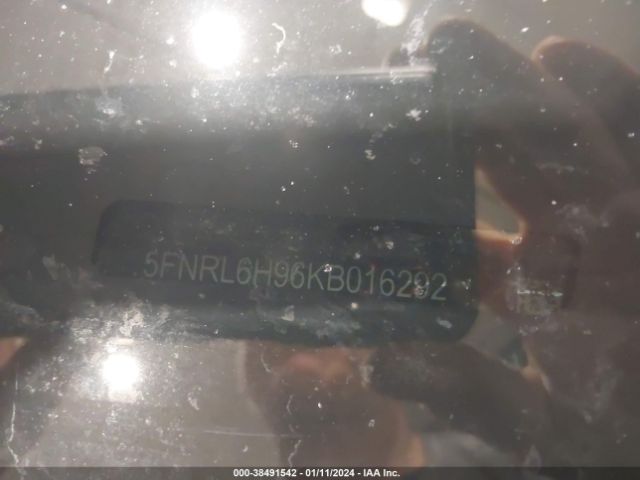 5FNRL6H96KB016292
000-38491542 - 01/11/2024 - IAA Inc.